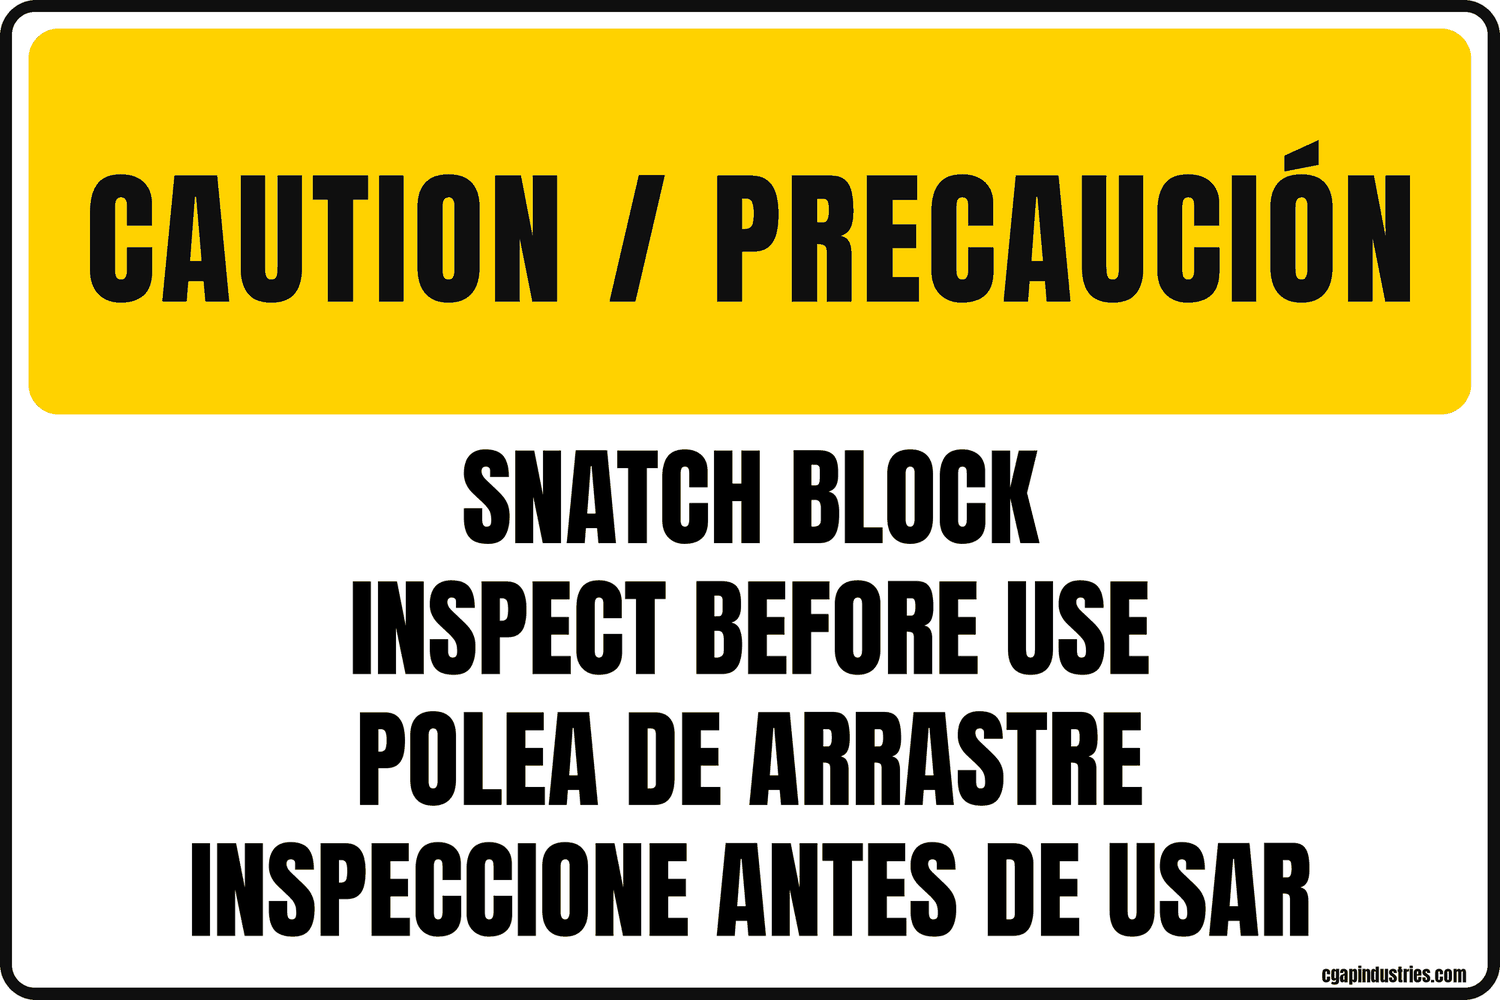 CAUTION / PRECAUCIÓN
SNATCH BLOCK
INSPECT BEFORE USE
POLEA DE ARRASTRE
INSPECCIONE ANTES DE USAR
cgapindustries.com